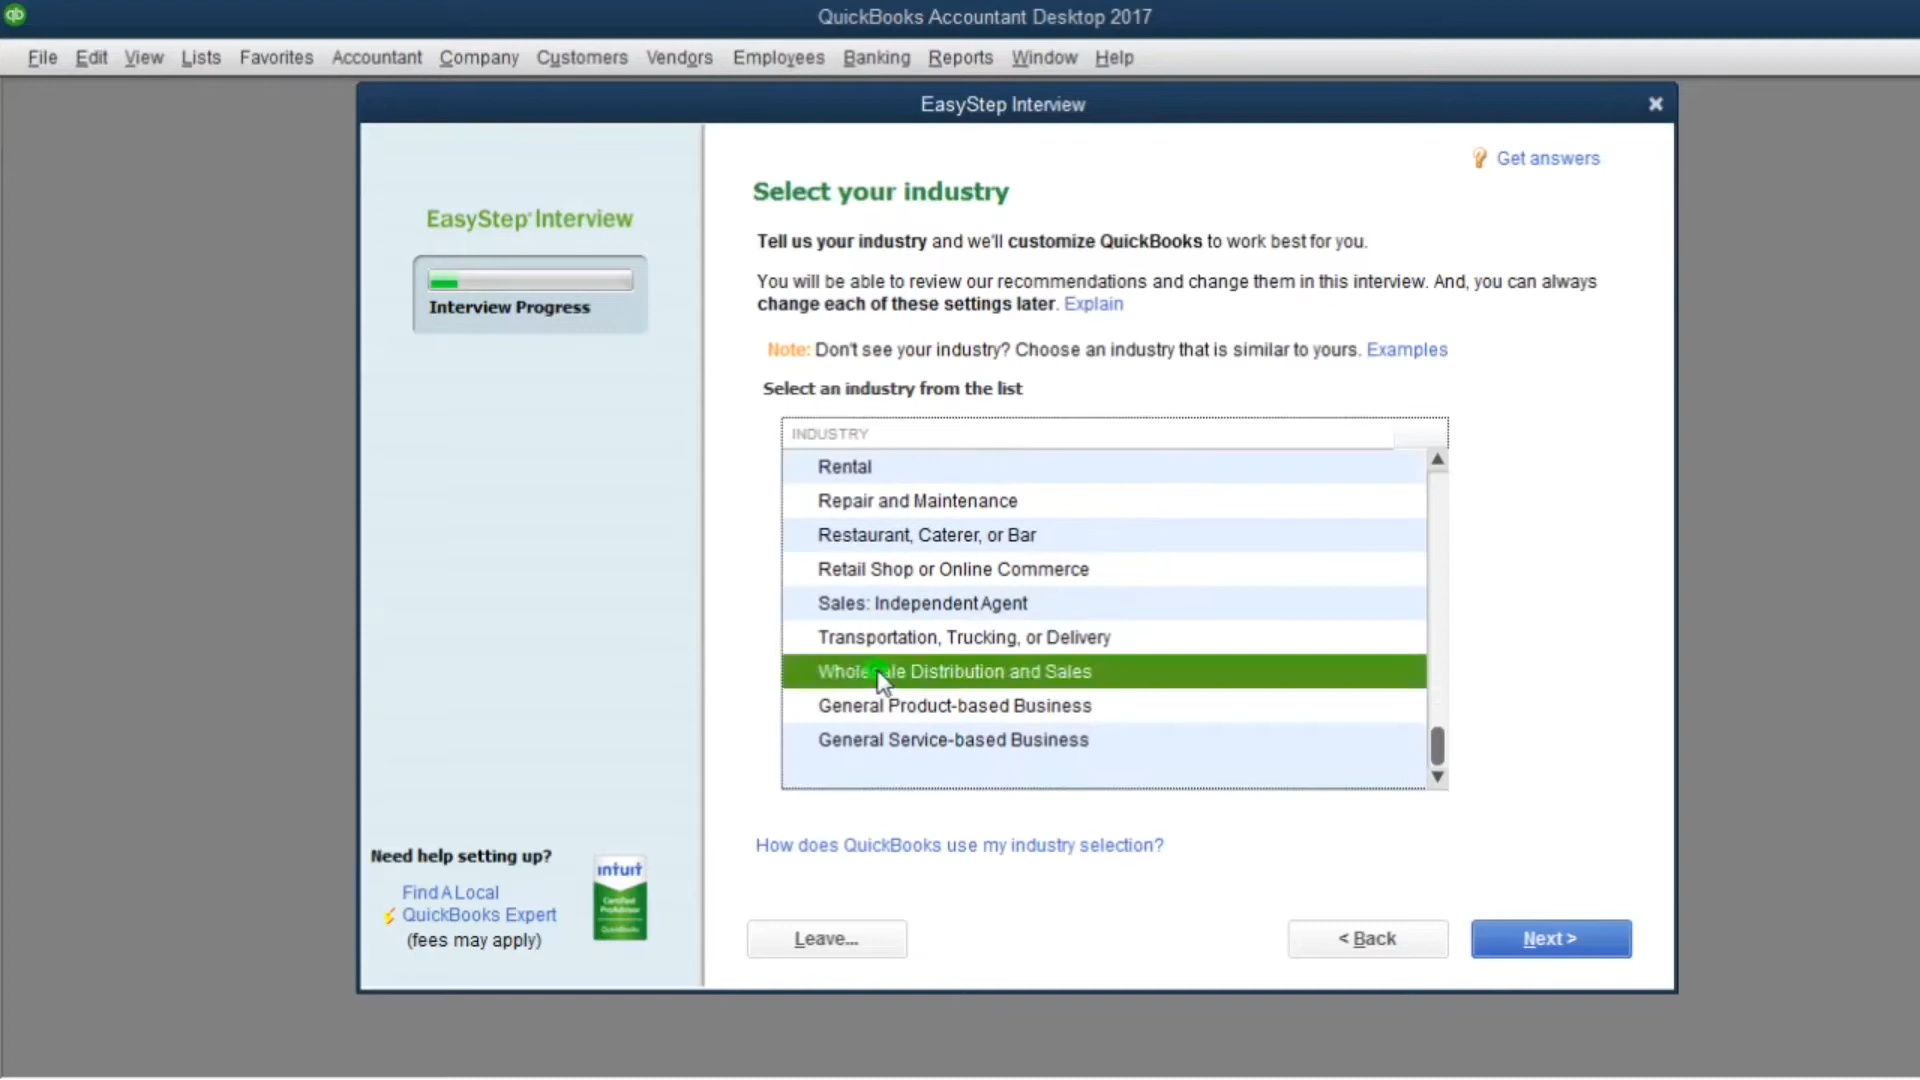 qb
QuickBooks Accountant Desktop 2017
File Edit View Lists Favorites Accountant Company Customers Vendors Employees Banking Reports Window Help
EasyStep Interview
Get answers
Select your industry
EasyStep Interview
Tell us your industry and we'll customize QuickBooks to work best for you.
You will be able to review our recommendations and change them in this interview. And, you can always
change each of these settings later. Explain
Interview Progress
Note: Don't see your industry? Choose an industry that is similar to yours. Examples
Select an industry from the list
INDUSTRY
Rental
Repair and Maintenance
Restaurant, Caterer, or Bar
Retail Shop or Online Commerce
Sales: Independent Agent
Transportation, Trucking, or Delivery
Wholesale Distribution and Sales
General Product-based Business
General Service-based Business
How does QuickBooks use my industry selection?
Need help setting up?
Find A Local
QuickBooks Expert
(fees may apply)
intuit
Certified
ProAdvisor
QuickBooks
Leave...
< Back
Next >